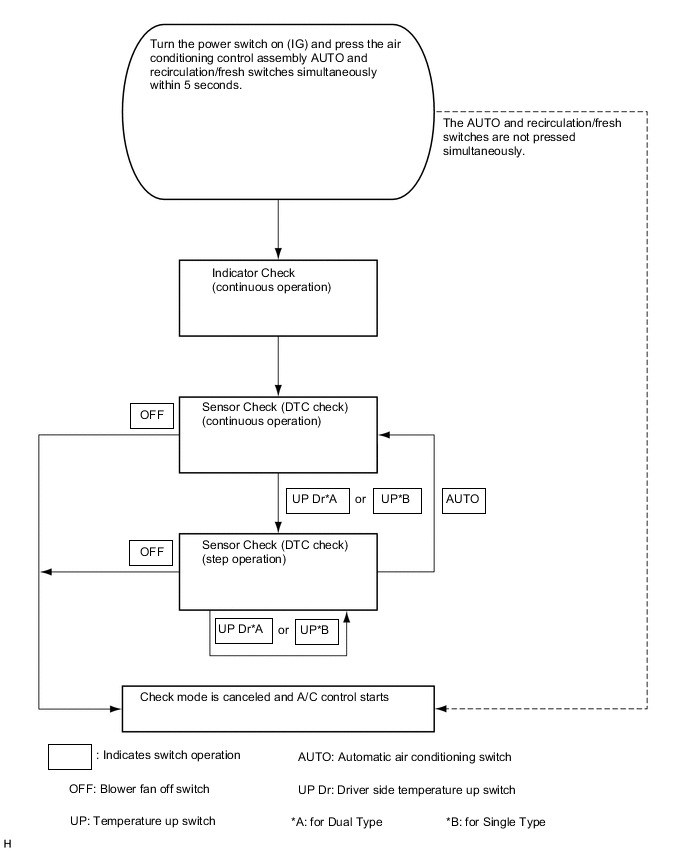 Turn the power switch on (IG) and press the air
conditioning control assembly AUTO and
recirculation/fresh switches simultaneously
within 5 seconds.
The AUTO and recirculation/fresh
switches are not pressed
simultaneously.
Indicator Check
(continuous operation)
OFF
Sensor Check (DTC check)
(continuous operation)
UP Dr*A or UP*B
AUTO
OFF
Sensor Check (DTC check)
(step operation)
UP Dr*A or UP*B
Check mode is canceled and A/C control starts
: Indicates switch operation
AUTO: Automatic air conditioning switch
OFF: Blower fan off switch
UP Dr: Driver side temperature up switch
UP: Temperature up switch
*A: for Dual Type
*B: for Single Type
H